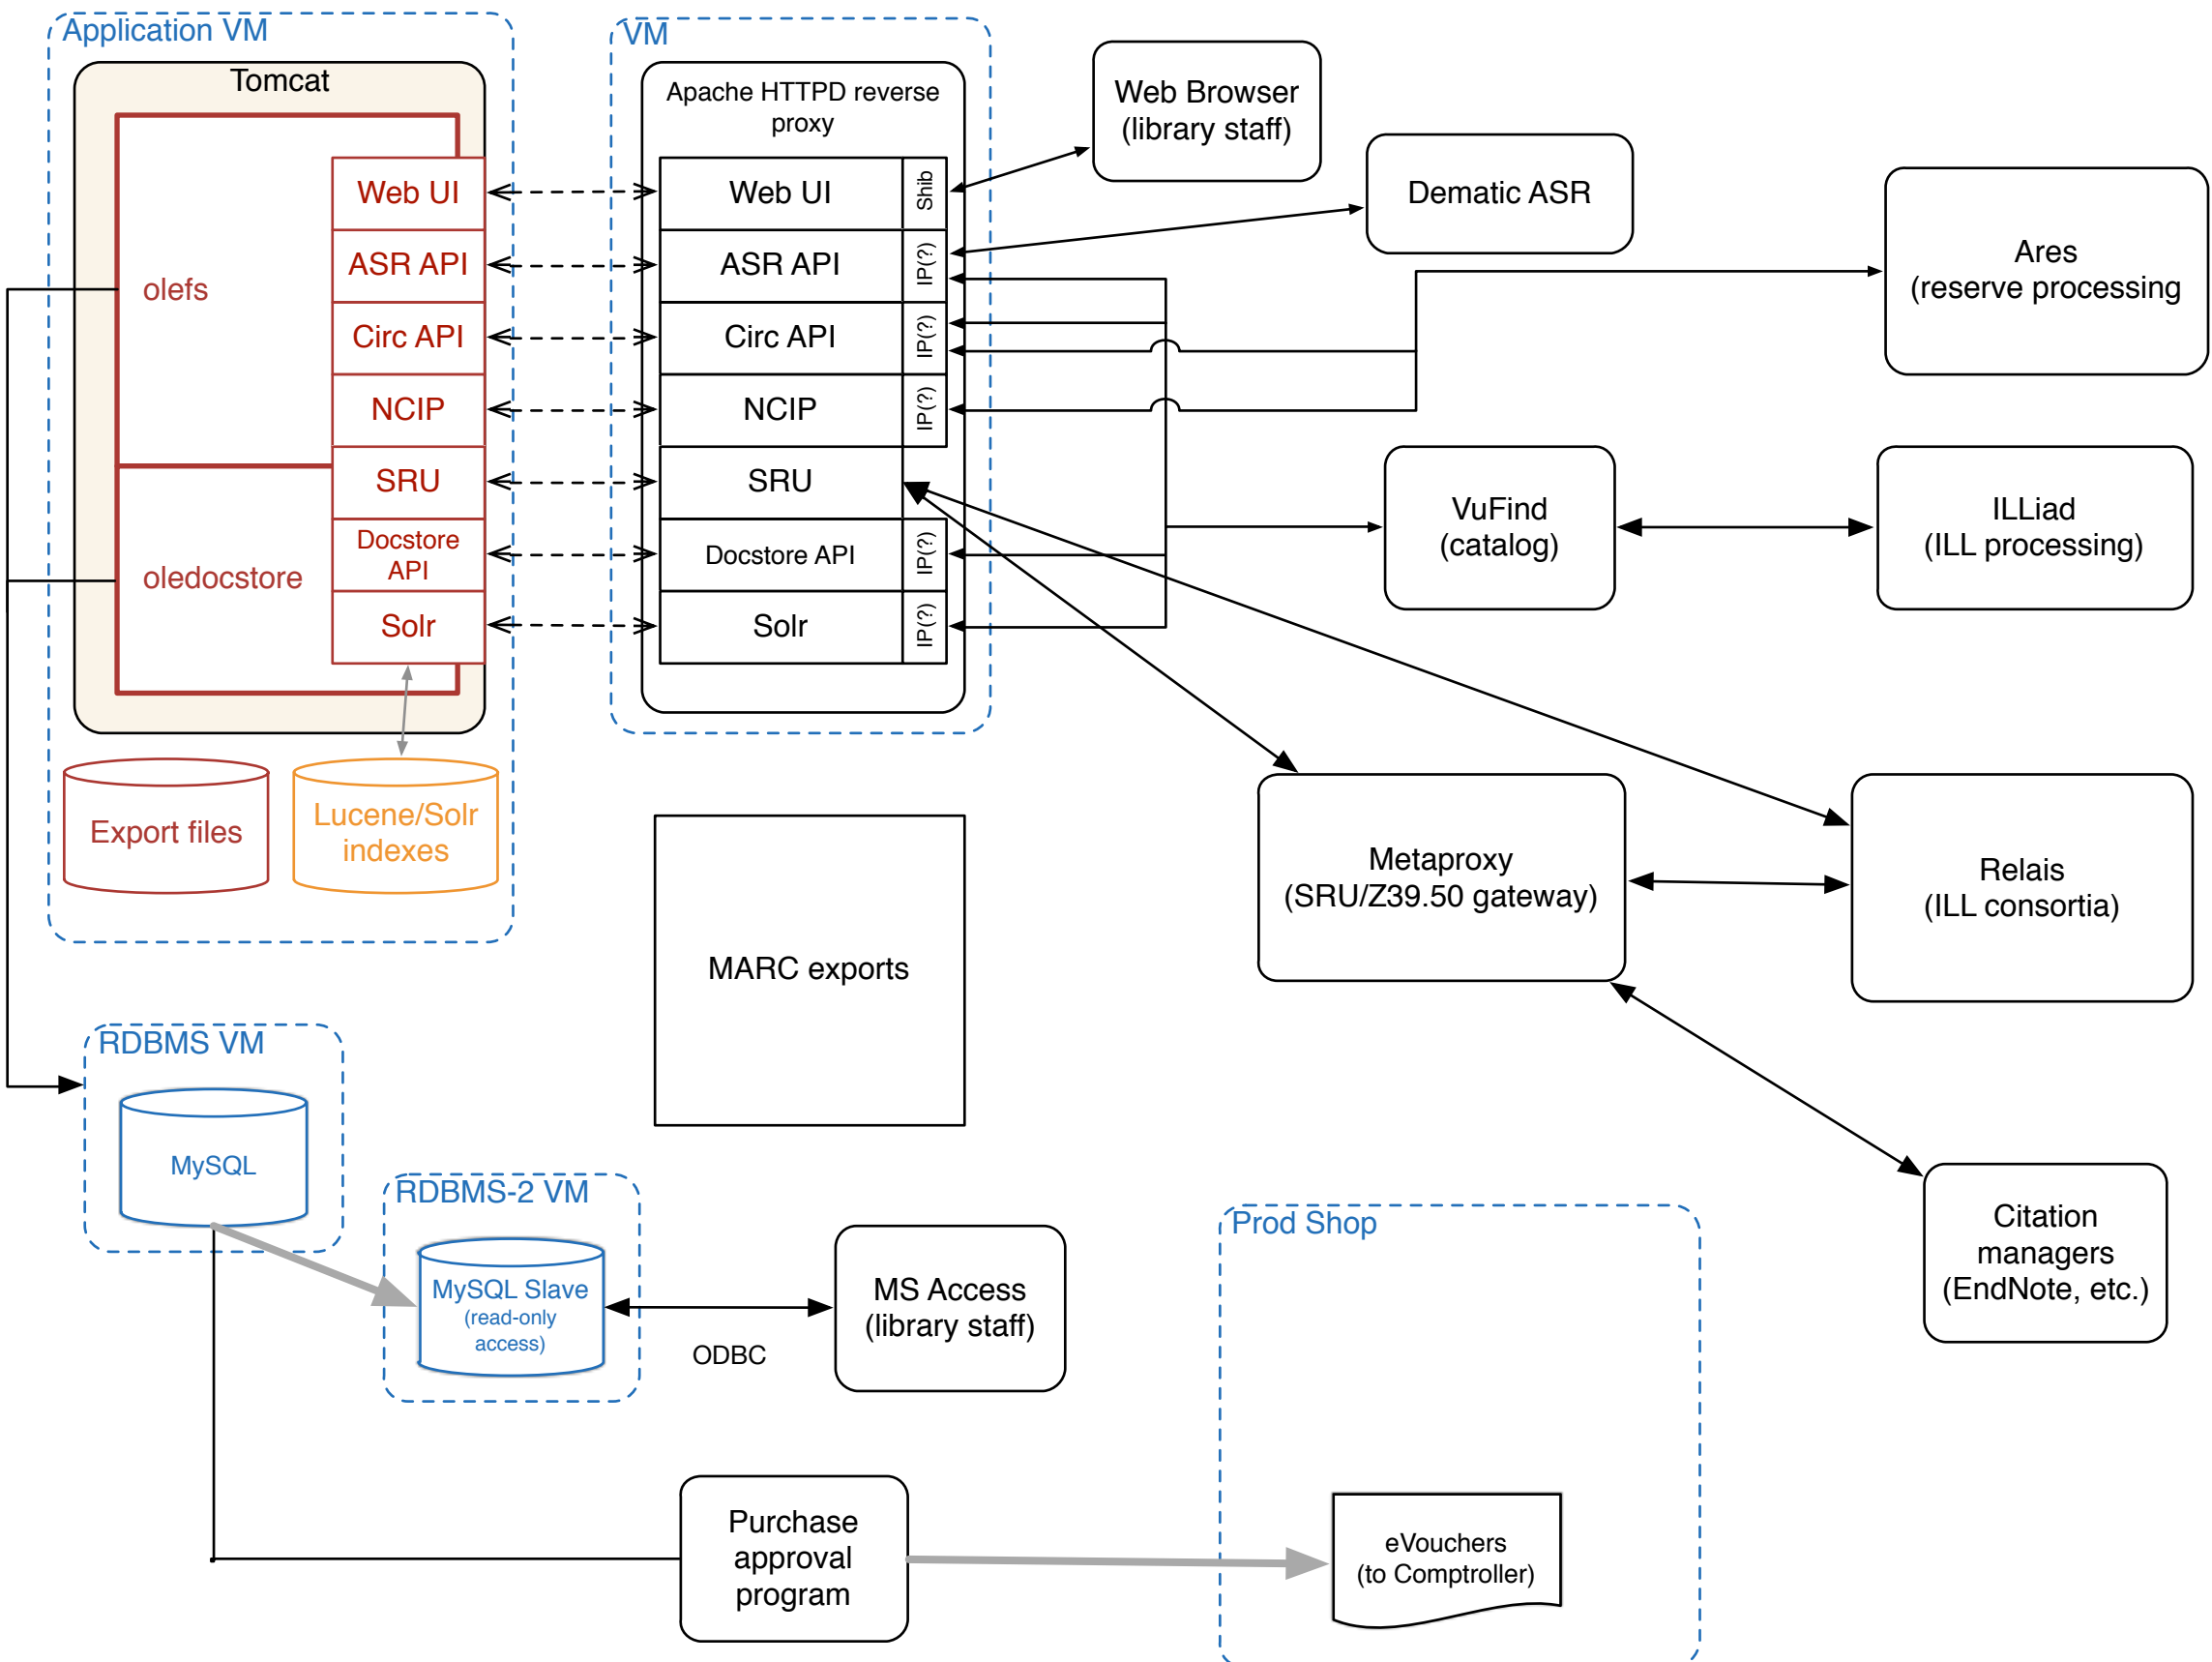 Application VM
Tomcat
olefs
oledocstore
Web UI
ASR API
Circ API
NCIP
SRU
Docstore
API
Solr
Export files
Lucene/Solr
indexes
VM
Apache HTTPD reverse
proxy
Web UI
Shib
ASR API
IP(?)
Circ API
IP(?)
NCIP
IP(?)
SRU
Docstore API
IP(?)
Solr
IP(?)
Web Browser
(library staff)
Dematic ASR
Ares
(reserve processing
VuFind
(catalog)
ILLiad
(ILL processing)
Metaproxy
(SRU/Z39.50 gateway)
Relais
(ILL consortia)
MARC exports
RDBMS VM
MySQL
RDBMS-2 VM
MySQL Slave
(read-only
access)
ODBC
MS Access
(library staff)
Prod Shop
Citation
managers
(EndNote, etc.)
Purchase
approval
program
eVouchers
(to Comptroller)